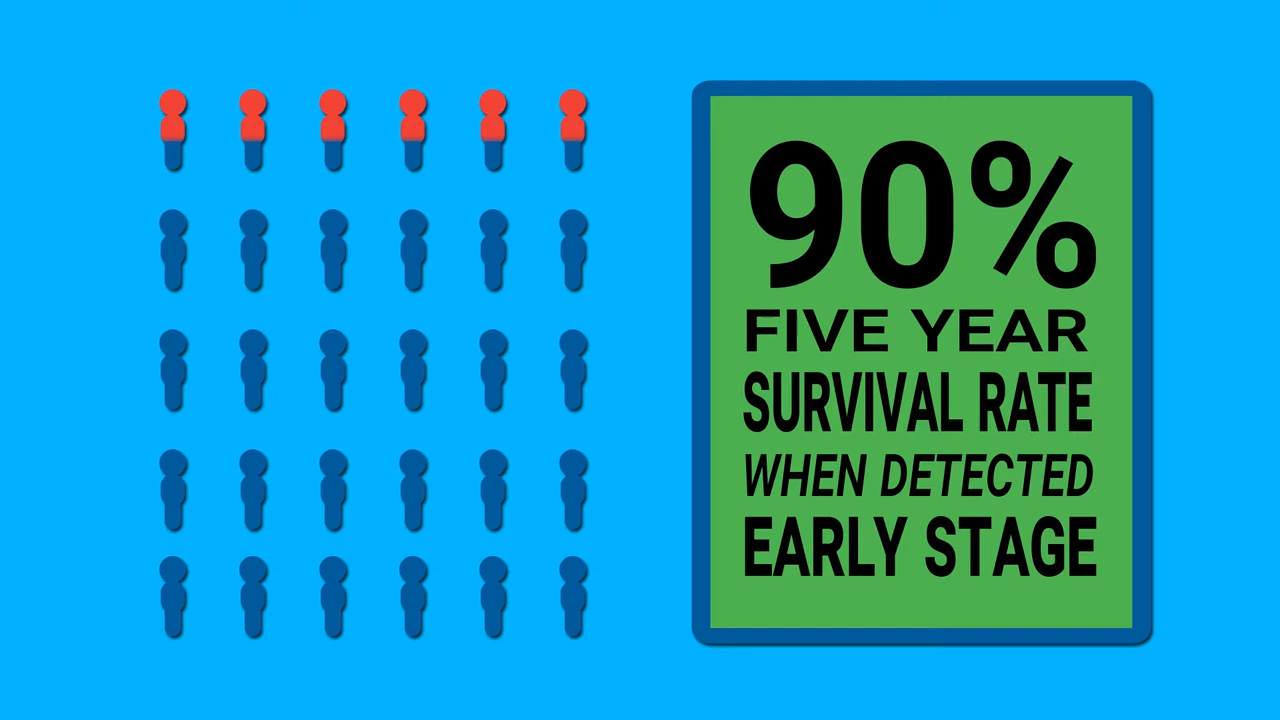 90%
FIVE YEAR
SURVIVAL RATE
WHEN DETECTED
EARLY STAGE